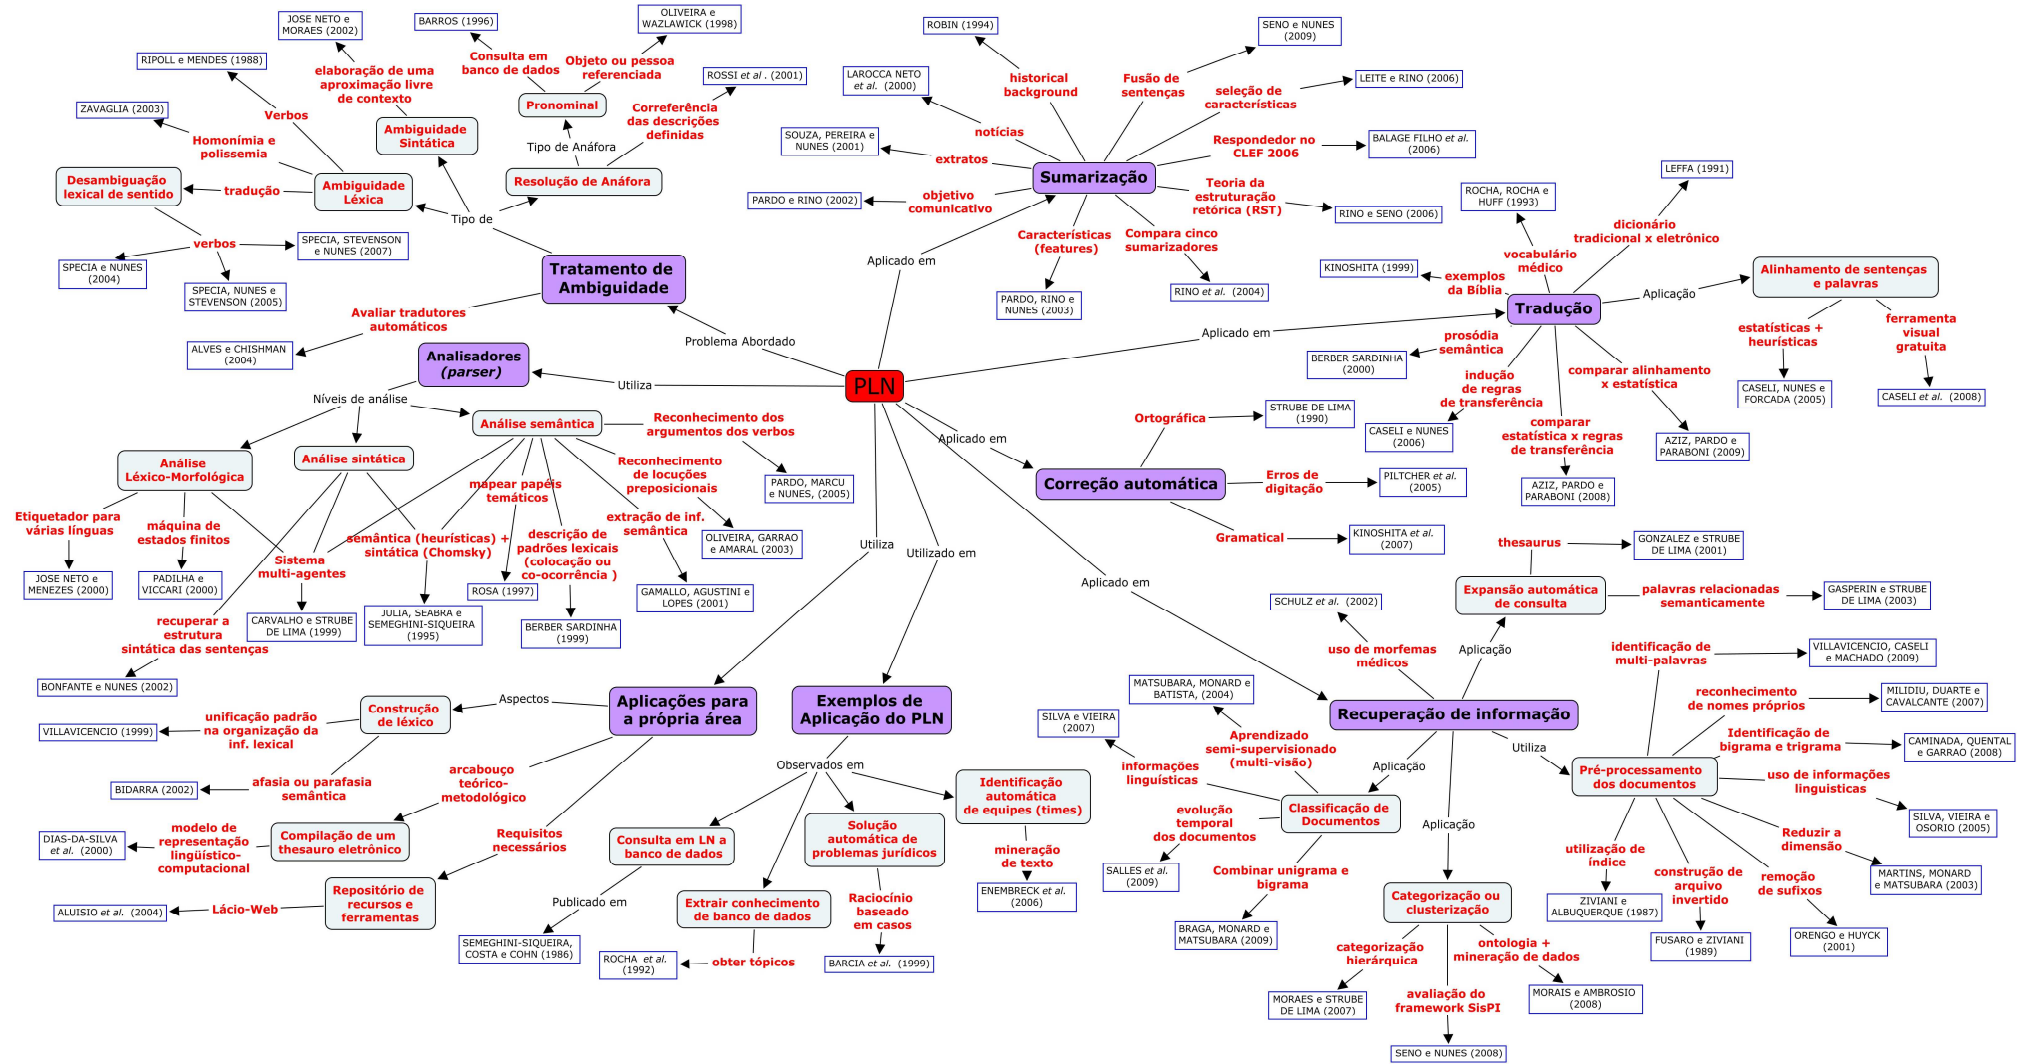 JOSE NETO e
MORAES (2002)
BARROS (1996)
OLIVEIRA e
WAZLAWICK (1998)
RIPOLL e MENDES (1988)
elaboração de uma
aproximação livre
de contexto
Consulta em
banco de dados
Objeto ou pessoa
referenciada
ROSSI et al . (2001)
ZAVAGLIA (2003)
Verbos
Pronominal
Correferência
das descrições
definidas
Homonímia e
polissemia
Ambiguidade
Sintática
Tipo de Anáfora
Desambiguação
lexical de sentido
tradução
Ambiguidade
Léxica
Resolução de Anáfora
Tipo de
verbos
SPECIA, STEVENSON
e NUNES (2007)
SPECIA e NUNES
(2004)
SPECIA, NUNES e
STEVENSON (2005)
Tratamento de
Ambiguidade
Avaliar tradutores
automáticos
ALVES e CHISHMAN
(2004)
Problema Abordado
ROBIN (1994)
SENO e NUNES
(2009)
LAROCCA NETO
et al. (2000)
historical
background
Fusão de
sentenças
seleção de
características
LEITE e RINO (2006)
notícias
SOUZA, PEREIRA e
NUNES (2001)
extratos
Respondedor no
CLEF 2006
BALAGE FILHO et al.
(2006)
Sumarização
PARDO e RINO (2002)
objetivo
comunicativo
Teoria da
estruturação
retórica (RST)
RINO e SENO (2006)
Características
(features)
Compara cinco
sumarizadores
Aplicado em
PARDO, RINO e
NUNES (2003)
RINO et al. (2004)
LEFFA (1991)
ROCHA, ROCHA e
HUFF (1993)
dicionário
tradicional x eletrônico
vocabulário
médico
KINOSHITA (1999)
exemplos
da Bíblia
Alinhamento de sentenças
e palavras
Aplicação
Tradução
Aplicado em
prosódia
semântica
BERBER SARDINHA
(2000)
estatísticas +
heurísticas
ferramenta
visual
gratuita
indução
de regras
de transferência
comparar alinhamento
x estatística
CASELI, NUNES e
FORCADA (2005)
CASELI et al. (2008)
CASELI e NUNES
(2006)
comparar
estatística x regras
de transferência
AZIZ, PARDO e
PARABONI (2009)
AZIZ, PARDO e
PARABONI (2008)
PLN
Analisadores
(parser)
Utiliza
Níveis de análise
Análise semântica
Reconhecimento dos
argumentos dos verbos
Análise
Léxico-Morfológica
Análise sintática
Reconhecimento
de locuções
preposicionais
PARDO, MARCU
e NUNES, (2005)
mapear papéis
temáticos
Etiquetador para
várias línguas
máquina de
estados finitos
semântica (heurísticas) +
sintática (Chomsky)
descrição de
padrões lexicais
(colocação ou
co-ocorrência )
extração de inf.
semântica
OLIVEIRA, GARRAO
e AMARAL (2003)
Sistema
multi-agentes
JOSE NETO e
MENEZES (2000)
PADILHA e
VICCARI (2000)
ROSA (1997)
GAMALLO, AGUSTINI e
LOPES (2001)
recuperar a
estrutura
sintática das sentenças
CARVALHO e STRUBE
DE LIMA (1999)
JULIA, SEABRA e
SEMEGHINI-SIQUEIRA
(1995)
BERBER SARDINHA
(1999)
BONFANTE e NUNES (2002)
Aplicado em
Ortográfica
STRUBE DE LIMA
(1990)
Correção automática
Erros de
digitação
PILTCHER et al.
(2005)
Gramatical
KINOSHITA et al.
(2007)
Utiliza
Utilizado em
Aplicado em
Construção
de léxico
Aspectos
Aplicações para
a própria área
Exemplos de
Aplicação do PLN
VILLAVICENCIO (1999)
unificação padrão
na organização da
inf. lexical
BIDARRA (2002)
afasia ou parafasia
semântica
arcabouço
teórico-
metodológico
DIAS-DA-SILVA
et al. (2000)
modelo de
representação
lingüístico-
computacional
Compilação de um
thesauro eletrônico
Requisitos
necessários
ALUISIO et al. (2004)
Lácio-Web
Repositório de
recursos e
ferramentas
Observados em
Identificação
automática
de equipes (times)
Consulta em LN a
banco de dados
Solução
automática de
problemas jurídicos
mineração
de texto
ENEMBRECK et al.
(2006)
Publicado em
Extrair conhecimento
de banco de dados
Raciocínio
baseado
em casos
SEMEGHINI-SIQUEIRA,
COSTA e COHN (1986)
ROCHA et al.
(1992)
obter tópicos
BARCIA et al. (1999)
thesaurus
GONZALEZ e STRUBE
DE LIMA (2001)
SCHULZ et al. (2002)
Expansão automática
de consulta
palavras relacionadas
semanticamente
GASPERIN e STRUBE
DE LIMA (2003)
uso de morfemas
médicos
Aplicação
identificação de
multi-palavras
VILLAVICENCIO, CASELI
e MACHADO (2009)
MATSUBARA, MONARD e
BATISTA, (2004)
SILVA e VIEIRA
(2007)
Recuperação de informação
reconhecimento
de nomes próprios
MILIDIU, DUARTE e
CAVALCANTE (2007)
Aprendizado
semi-supervisionado
(multi-visão)
Utiliza
Identificação de
bigrama e trigrama
CAMINADA, QUENTAL
e GARRAO (2008)
informações
linguísticas
Aplicação
Pré-processamento
dos documentos
uso de informações
linguisticas
evolução
temporal
dos documentos
Classificação de
Documentos
Aplicação
SILVA, VIEIRA e
OSORIO (2005)
Reduzir a
dimensão
SALLES et al.
(2009)
Combinar unigrama e
bigrama
utilização de
índice
construção de
arquivo
invertido
remoção
de sufixos
MARTINS, MONARD
e MATSUBARA (2003)
Categorização ou
clusterização
ZIVIANI e
ALBUQUERQUE (1987)
BRAGA, MONARD e
MATSUBARA (2009)
FUSARO e ZIVIANI
(1989)
ORENGO e HUYCK
(2001)
categorização
hierárquica
ontologia +
mineração de dados
MORAES e STRUBE
DE LIMA (2007)
avaliação do
framework SisPI
MORAIS e AMBROSIO
(2008)
SENO e NUNES (2008)